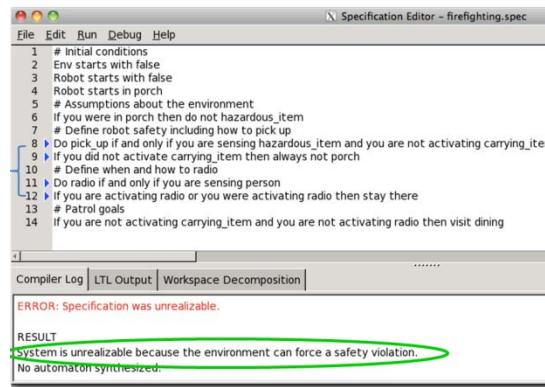 Specification Editor – firefighting.spec
File Edit Run Debug Help
1 # Initial conditions
2 Env starts with false
3 Robot starts with false
4 Robot starts in porch
5 # Assumptions about the environment
6 If you were in porch then do not hazardous_item
7 # Define robot safety including how to pick up
8 Do pick_up if and only if you are sensing hazardous_item and you are not activating carrying_ite
9 If you did not activate carrying_item then always not porch
10 # Define when and how to radio
11 Do radio if and only if you are sensing person
12 If you are activating radio or you were activating radio then stay there
13 # Patrol goals
14 If you are not activating carrying_item and you are not activating radio then visit dining
Compiler Log LTL Output Workspace Decomposition
ERROR: Specification was unrealizable.
RESULT
System is unrealizable because the environment can force a safety violation.
No automaton synthesized.